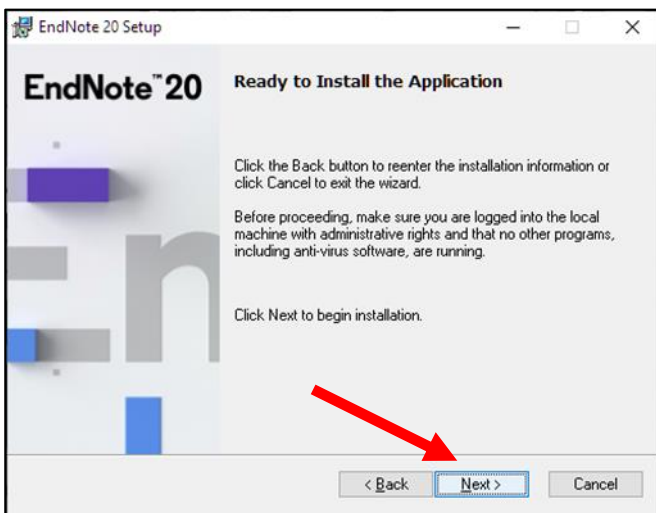 EndNote 20 Setup
EndNote™20
Ready to Install the Application
Click the Back button to reenter the installation information or
click Cancel to exit the wizard.
Before proceeding, make sure you are logged into the local
machine with administrative rights and that no other programs,
including anti-virus software, are running.
Click Next to begin installation.
En
< Back Next > Cancel